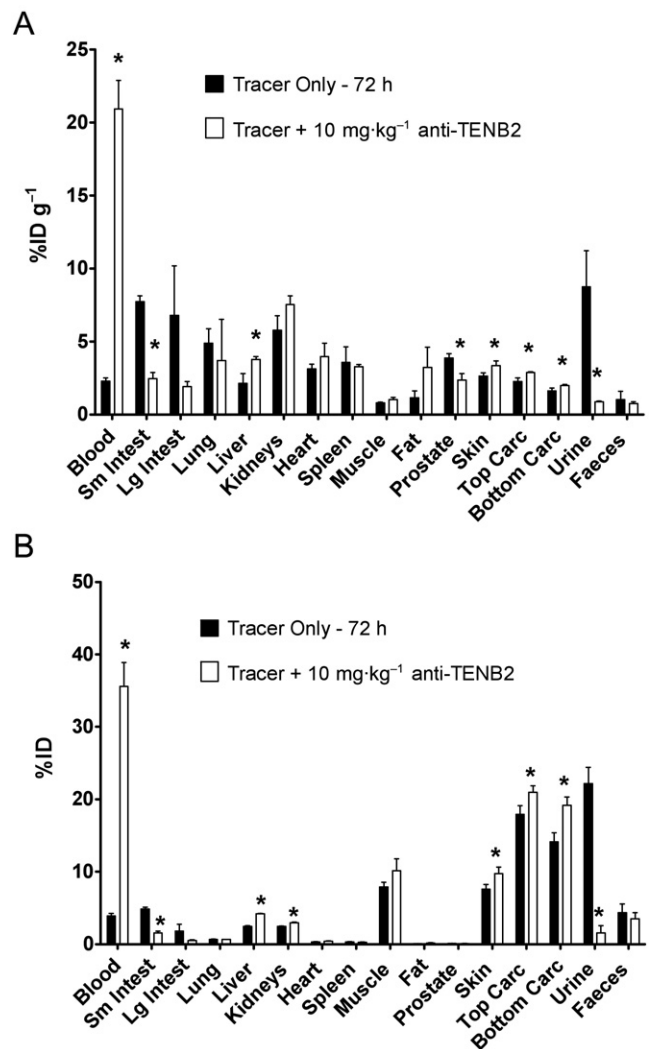 A
25
20
15
10
5
0
%ID g⁻¹
*
Tracer Only - 72 h
Tracer + 10 mg·kg⁻¹ anti-TENB2
* * * * * * *
Blood
Sm Intest
Lg Intest
Lung
Liver
Kidneys
Heart
Spleen
Muscle
Fat
Prostate
Skin
Top Carc
Bottom Carc
Urine
Faeces
B
50
40
30
20
10
0
%ID
*
Tracer Only - 72 h
Tracer + 10 mg·kg⁻¹ anti-TENB2
* * * * * * *
Blood
Sm Intest
Lg Intest
Lung
Liver
Kidneys
Heart
Spleen
Muscle
Fat
Prostate
Skin
Top Carc
Bottom Carc
Urine
Faeces